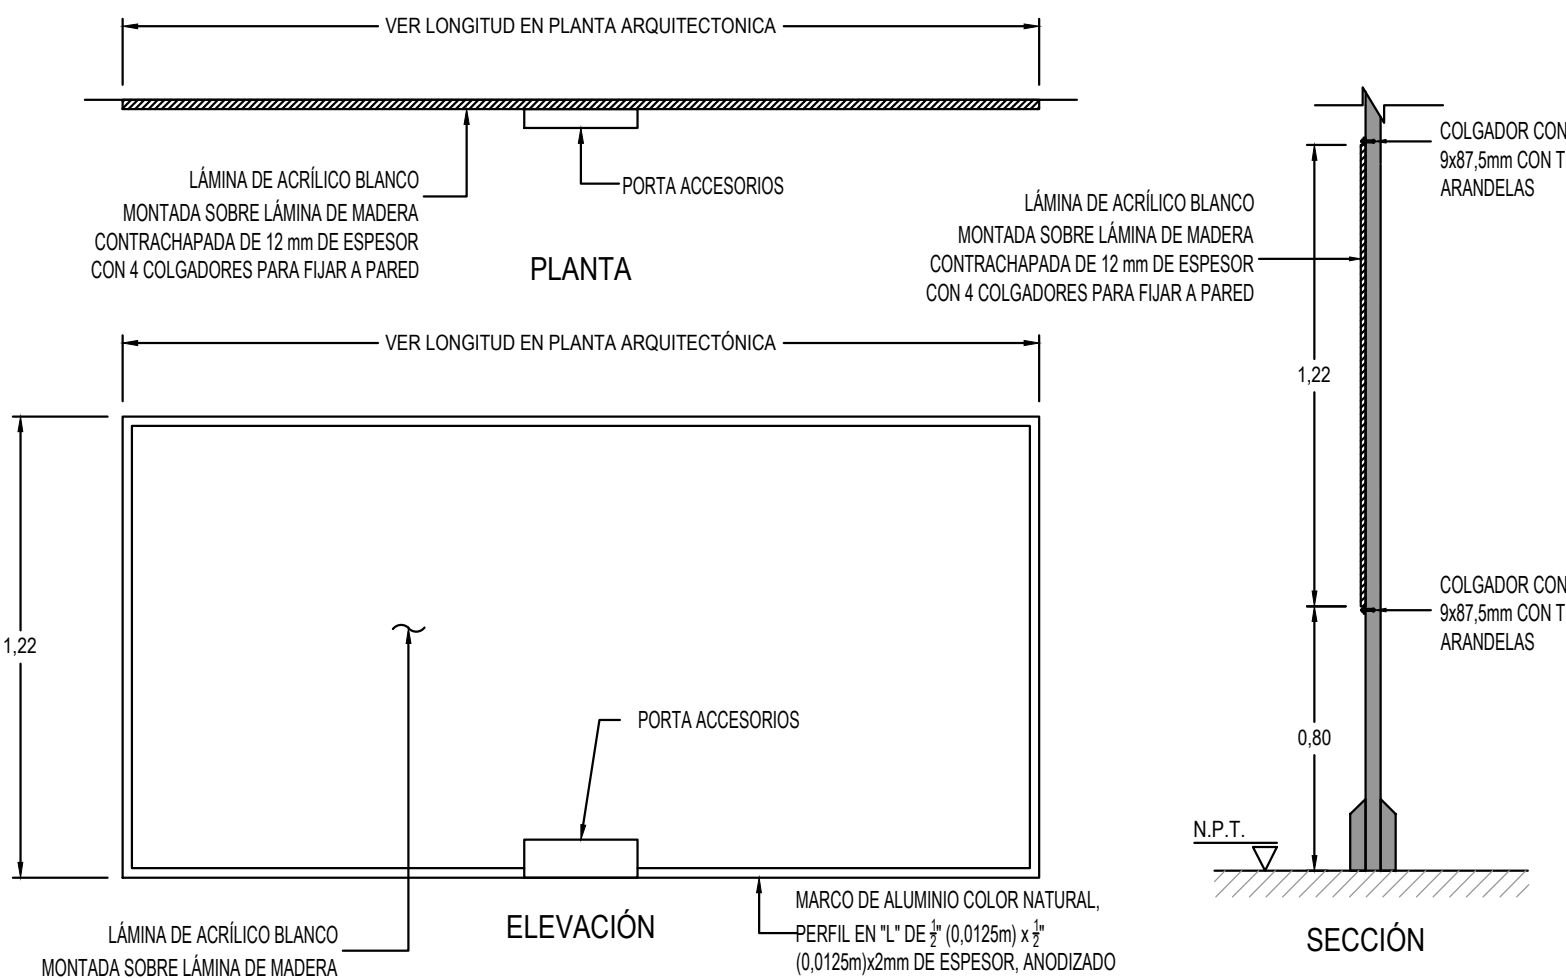 VER LONGITUD EN PLANTA ARQUITECTONICA
LÁMINA DE ACRÍLICO BLANCO
MONTADA SOBRE LÁMINA DE MADERA
CONTRACHAPADA DE 12 mm DE ESPESOR
CON 4 COLGADORES PARA FIJAR A PARED
PORTA ACCESORIOS
PLANTA
VER LONGITUD EN PLANTA ARQUITECTÓNICA
1,22
PORTA ACCESORIOS
LÁMINA DE ACRÍLICO BLANCO
MONTADA SOBRE LÁMINA DE MADERA
ELEVACIÓN
MARCO DE ALUMINIO COLOR NATURAL,
PERFIL EN "L" DE ½" (0,0125m) x ½"
(0,0125m)x2mm DE ESPESOR, ANODIZADO
COLGADOR CON
9x87,5mm CON T
ARANDELAS
LÁMINA DE ACRÍLICO BLANCO
MONTADA SOBRE LÁMINA DE MADERA
CONTRACHAPADA DE 12 mm DE ESPESOR
CON 4 COLGADORES PARA FIJAR A PARED
1,22
COLGADOR CON
9x87,5mm CON T
ARANDELAS
0,80
N.P.T.
SECCIÓN